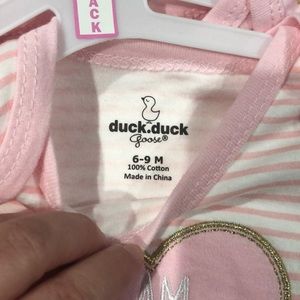 ACK
duck.duck
goose®
6-9 M
100% Cotton
Made in China
M